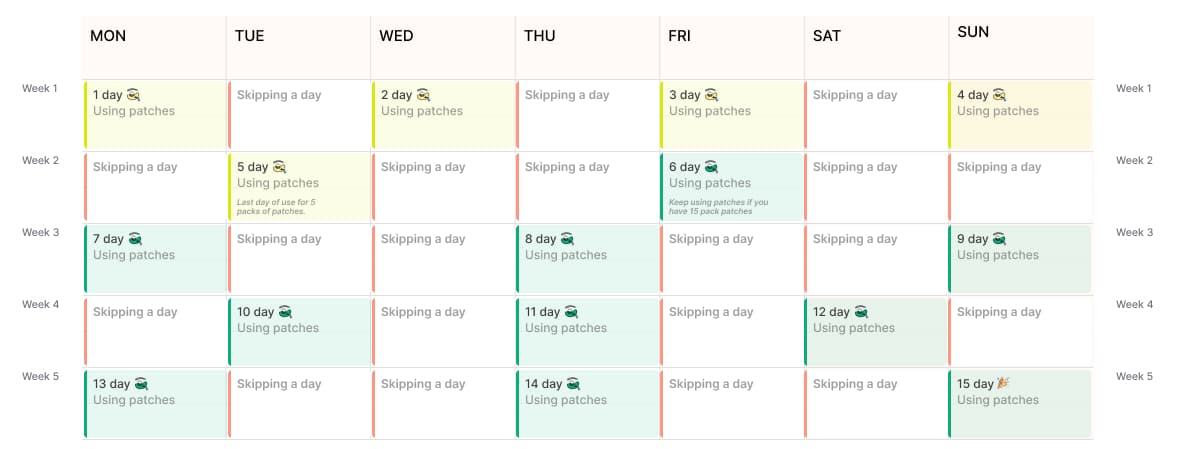 MON
TUE
WED
THU
FRI
SAT
SUN
Week 1
1 day
Using patches
Skipping a day
2 day
Using patches
Skipping a day
3 day
Using patches
Skipping a day
4 day
Using patches
Week 1
Week 2
Skipping a day
5 day
Using patches
Last day of use for 5
packs of patches.
Skipping a day
Skipping a day
6 day
Using patches
Keep using patches if you
have 15 pack patches
Skipping a day
Skipping a day
Week 2
Week 3
7 day
Using patches
Skipping a day
Skipping a day
8 day
Using patches
Skipping a day
Skipping a day
9 day
Using patches
Week 3
Week 4
Skipping a day
10 day
Using patches
Skipping a day
11 day
Using patches
Skipping a day
12 day
Using patches
Skipping a day
Week 4
Week 5
13 day
Using patches
Skipping a day
Skipping a day
14 day
Using patches
Skipping a day
Skipping a day
15 day
Using patches
Week 5